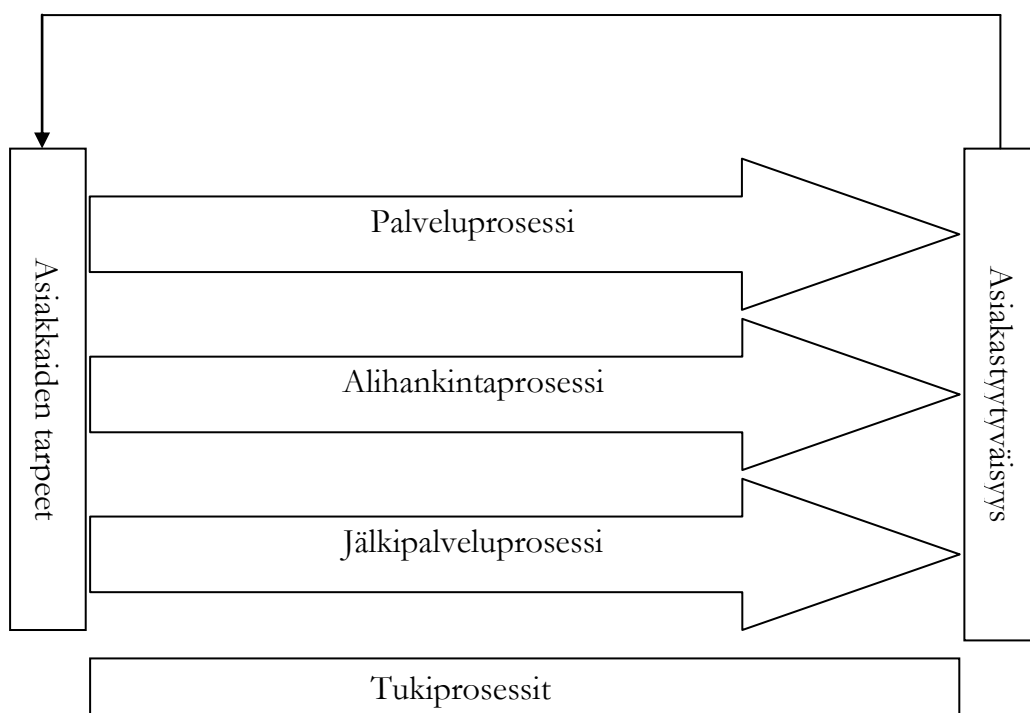 Asiakkaiden tarpeet
Palveluprosessi
Alihankintaprosessi
Jälkipalveluprosessi
Asiakastyytyväisyys
Tukiprosessit